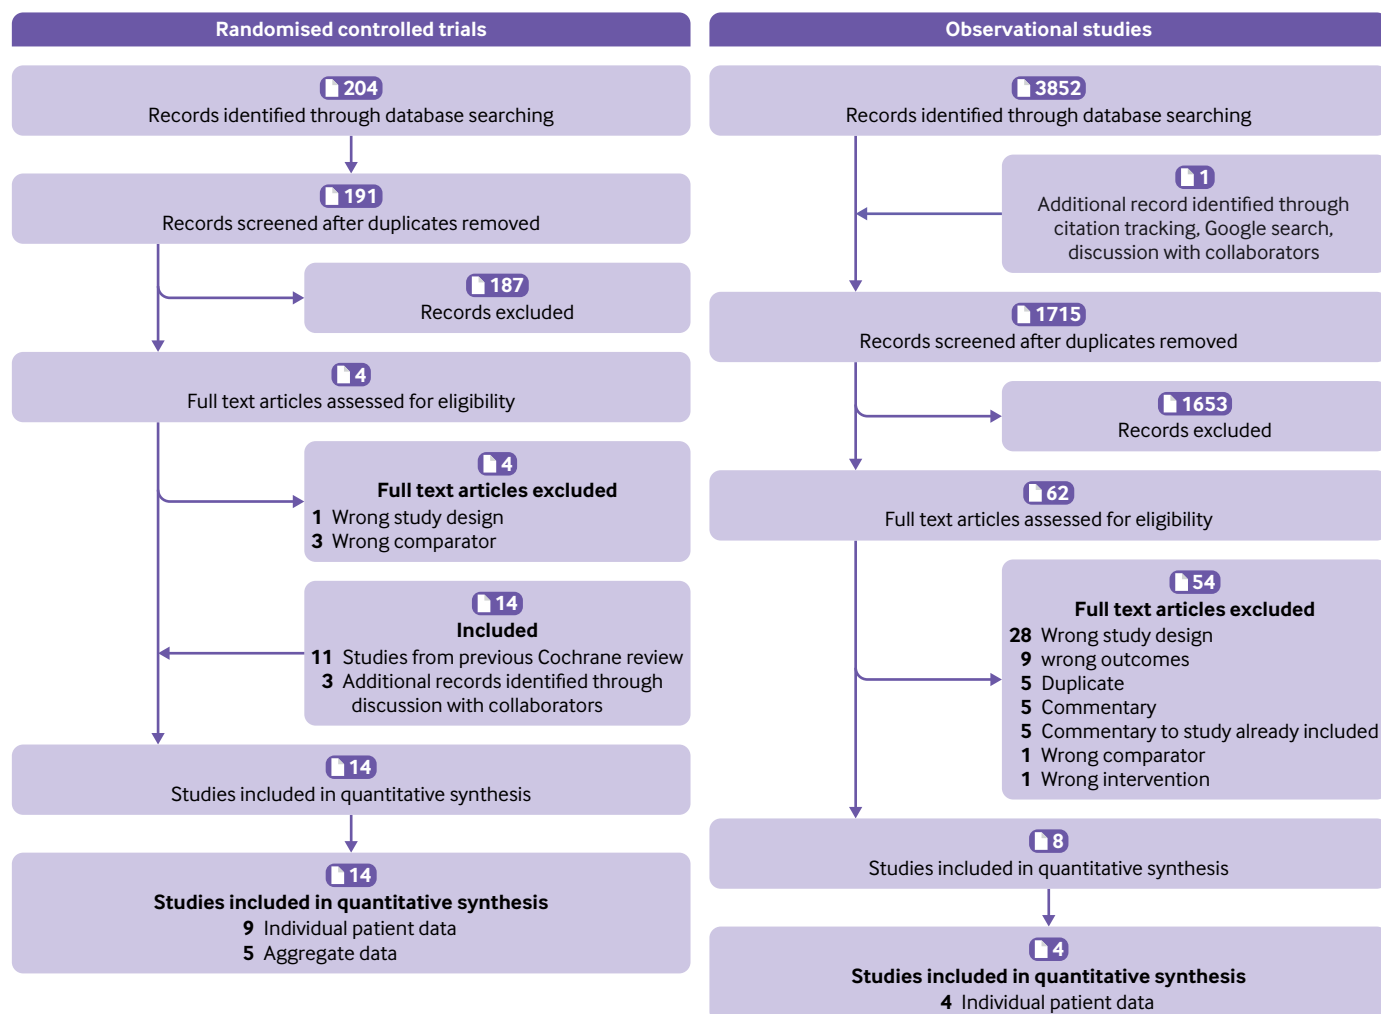 Randomised controlled trials
204
Records identified through database searching
191
Records screened after duplicates removed
187
Records excluded
4
Full text articles assessed for eligibility
4
Full text articles excluded
1 Wrong study design
3 Wrong comparator
14
Included
11 Studies from previous Cochrane review
3 Additional records identified through
discussion with collaborators
14
Studies included in quantitative synthesis
14
Studies included in quantitative synthesis
9 Individual patient data
5 Aggregate data
Observational studies
3852
Records identified through database searching
1
Additional record identified through
citation tracking, Google search,
discussion with collaborators
1715
Records screened after duplicates removed
1653
Records excluded
62
Full text articles assessed for eligibility
54
Full text articles excluded
28 Wrong study design
9 wrong outcomes
5 Duplicate
5 Commentary
5 Commentary to study already included
1 Wrong comparator
1 Wrong intervention
8
Studies included in quantitative synthesis
4
Studies included in quantitative synthesis
4 Individual patient data